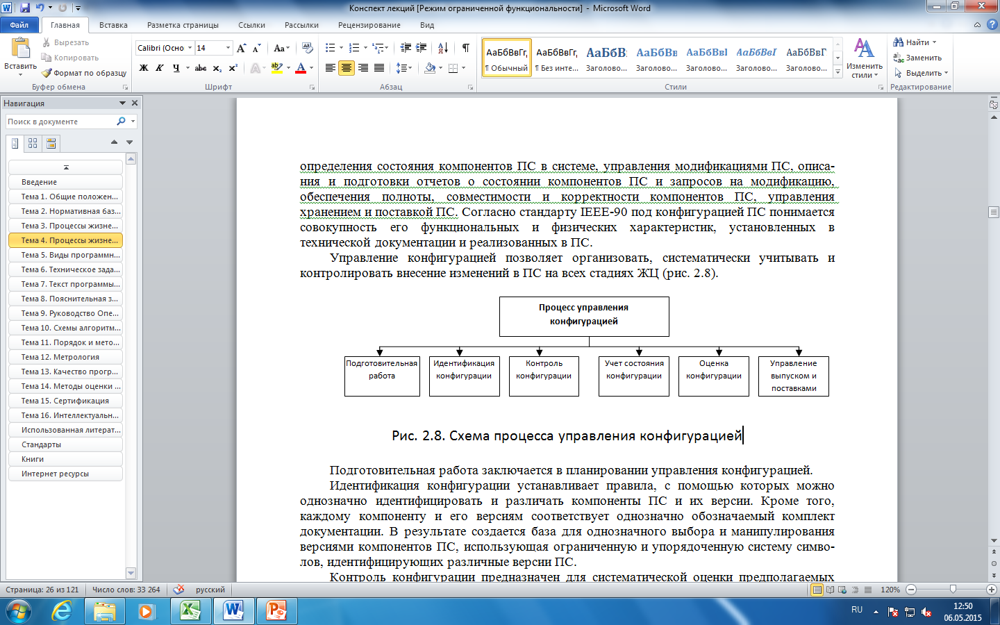 Конспект лекций [Режим ограниченной функциональности] - Microsoft Word
Файл Главная Вставка Разметка страницы Ссылки Рассылки Рецензирование Вид
Вставить
Вырезать
Копировать
Формат по образцу
Буфер обмена
Calibri (Осно 14
Ж К Ч abc x₂ x²
Шрифт
Абзац
АаБбВвГг, АаБбВвГг, АаБбВ АаБбВв АаБбВвI АаБбВвI АаБбВвГ
¶ Обычный ¶ Без инте... Заголово... Заголово... Заголово... Заголово... Заголово...
Изменить стили
Стили
Найти
Заменить
Выделить
Редактирование
Навигация
Поиск в документе
Введение
Тема 1. Общие положен...
Тема 2. Нормативная баз...
Тема 3. Процессы жизне...
Тема 4. Процессы жизне...
Тема 5. Виды программн...
Тема 6. Техническое зада...
Тема 7. Текст программы...
Тема 8. Пояснительная з...
Тема 9. Руководство Опе...
Тема 10. Схемы алгоритм...
Тема 11. Порядок и мето...
Тема 12. Метрология
Тема 13. Качество прогр...
Тема 14. Методы оценки ...
Тема 15. Сертификация
Тема 16. Интеллектуальн...
Использованная литерат...
Стандарты
Книги
Интернет ресурсы
определения состояния компонентов ПС в системе, управления модификациями ПС, описа-
ния и подготовки отчетов о состоянии компонентов ПС и запросов на модификацию,
обеспечения полноты, совместимости и корректности компонентов ПС, управления
хранением и поставкой ПС. Согласно стандарту IEEE-90 под конфигурацией ПС понимается
совокупность его функциональных и физических характеристик, установленных в
технической документации и реализованных в ПС.
Управление конфигурацией позволяет организовать, систематически учитывать и
контролировать внесение изменений в ПС на всех стадиях ЖЦ (рис. 2.8).
Процесс управления
конфигурацией
Подготовительная
работа
Идентификация
конфигурации
Контроль
конфигурации
Учет состояния
конфигурации
Оценка
конфигурации
Управление
выпуском и
поставками
Рис. 2.8. Схема процесса управления конфигурацией
Подготовительная работа заключается в планировании управления конфигурацией.
Идентификация конфигурации устанавливает правила, с помощью которых можно
однозначно идентифицировать и различать компоненты ПС и их версии. Кроме того,
каждому компоненту и его версиям соответствует однозначно обозначаемый комплект
документации. В результате создается база для однозначного выбора и манипулирования
версиями компонентов ПС, использующая ограниченную и упорядоченную систему симво-
лов, идентифицирующих различные версии ПС.
Контроль конфигурации предназначен для систематической оценки предполагаемых
Страница: 26 из 121 Число слов: 33 264 русский 120%
RU 12:50
06.05.2015